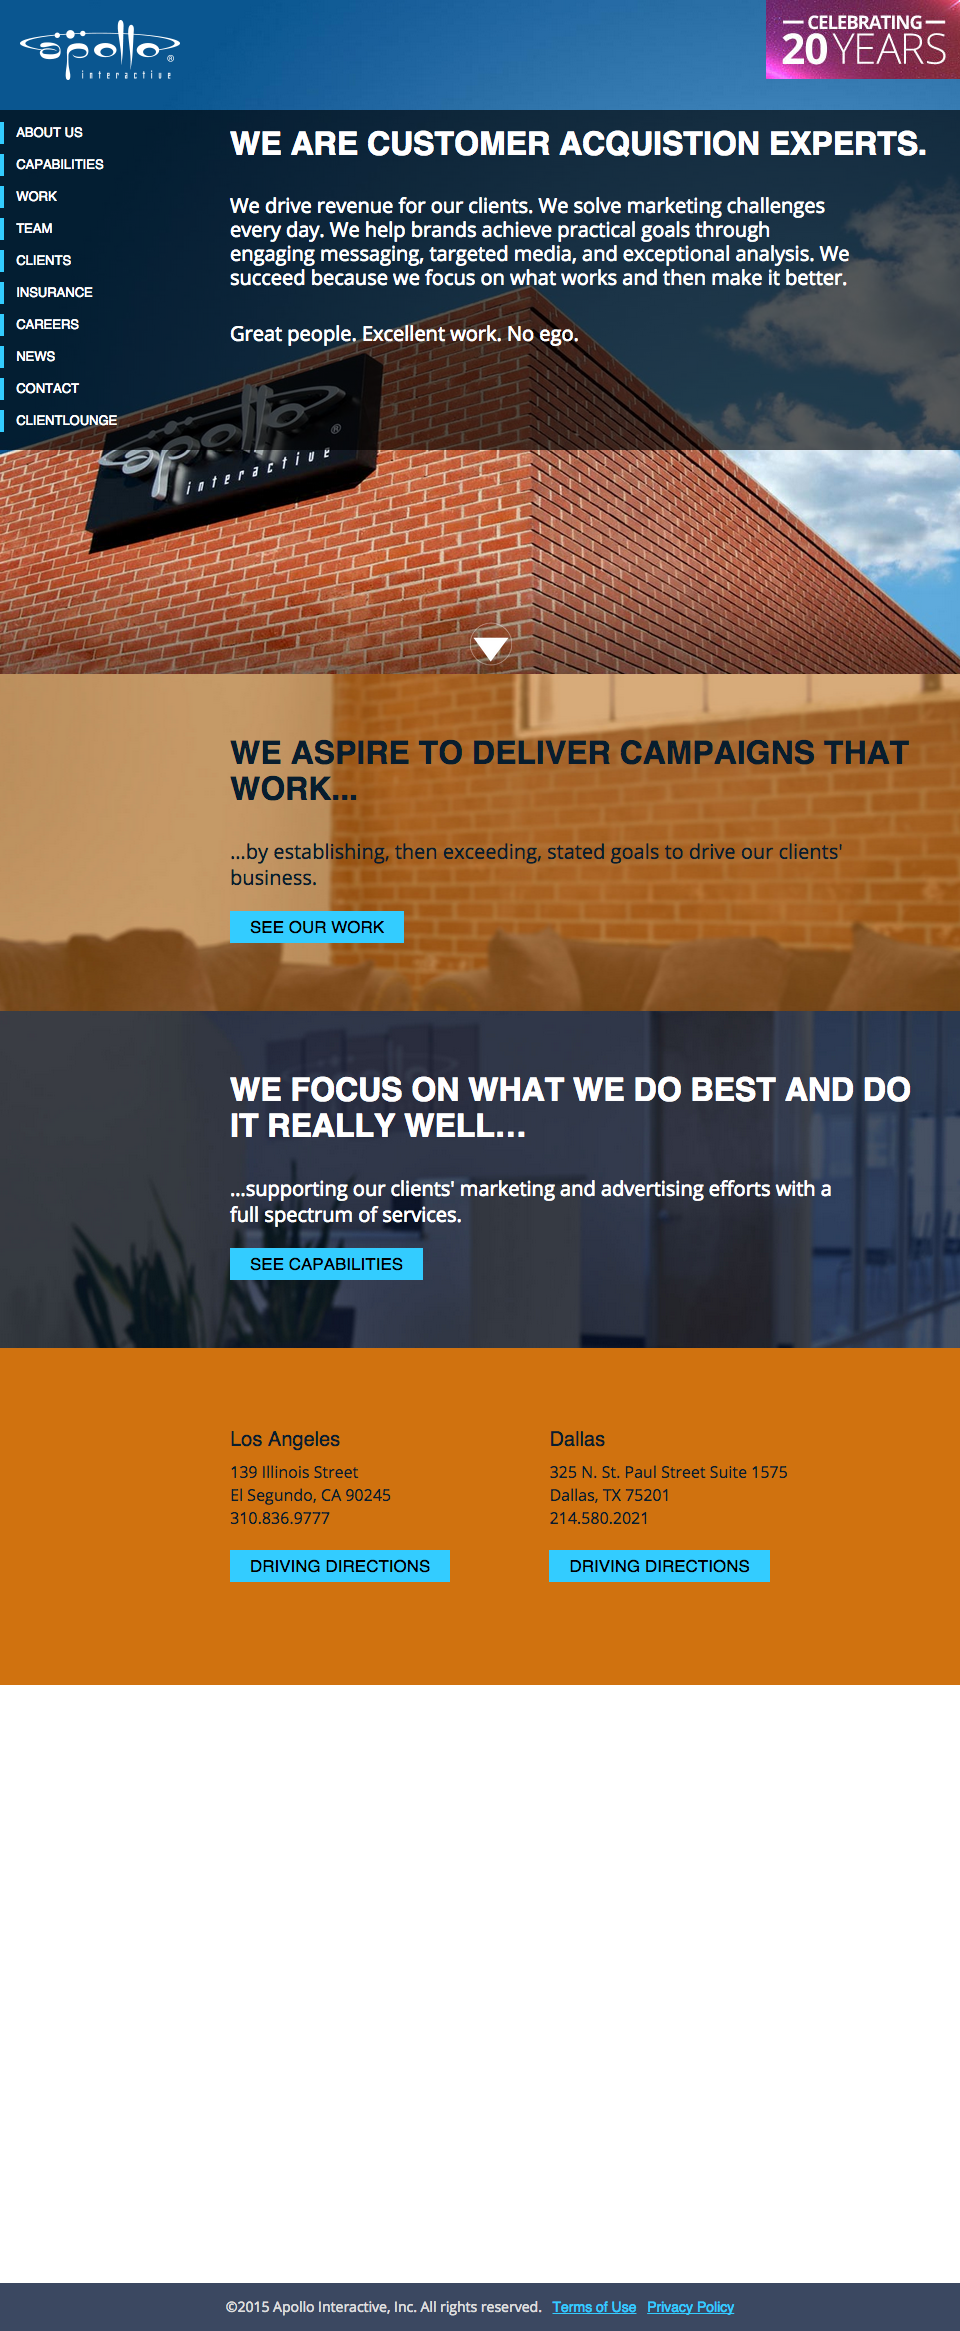 apollo®
interactive
CELEBRATING
20 YEARS
ABOUT US
CAPABILITIES
WORK
TEAM
CLIENTS
INSURANCE
CAREERS
NEWS
CONTACT
CLIENTLOUNGE
WE ARE CUSTOMER ACQUISTION EXPERTS.
We drive revenue for our clients. We solve marketing challenges
every day. We help brands achieve practical goals through
engaging messaging, targeted media, and exceptional analysis. We
succeed because we focus on what works and then make it better.
Great people. Excellent work. No ego.
apollo®
interactive
WE ASPIRE TO DELIVER CAMPAIGNS THAT
WORK...
...by establishing, then exceeding, stated goals to drive our clients'
business.
SEE OUR WORK
WE FOCUS ON WHAT WE DO BEST AND DO
IT REALLY WELL...
...supporting our clients' marketing and advertising efforts with a
full spectrum of services.
SEE CAPABILITIES
Los Angeles
139 Illinois Street
El Segundo, CA 90245
310.836.9777
DRIVING DIRECTIONS
Dallas
325 N. St. Paul Street Suite 1575
Dallas, TX 75201
214.580.2021
DRIVING DIRECTIONS
©2015 Apollo Interactive, Inc. All rights reserved. Terms of Use Privacy Policy